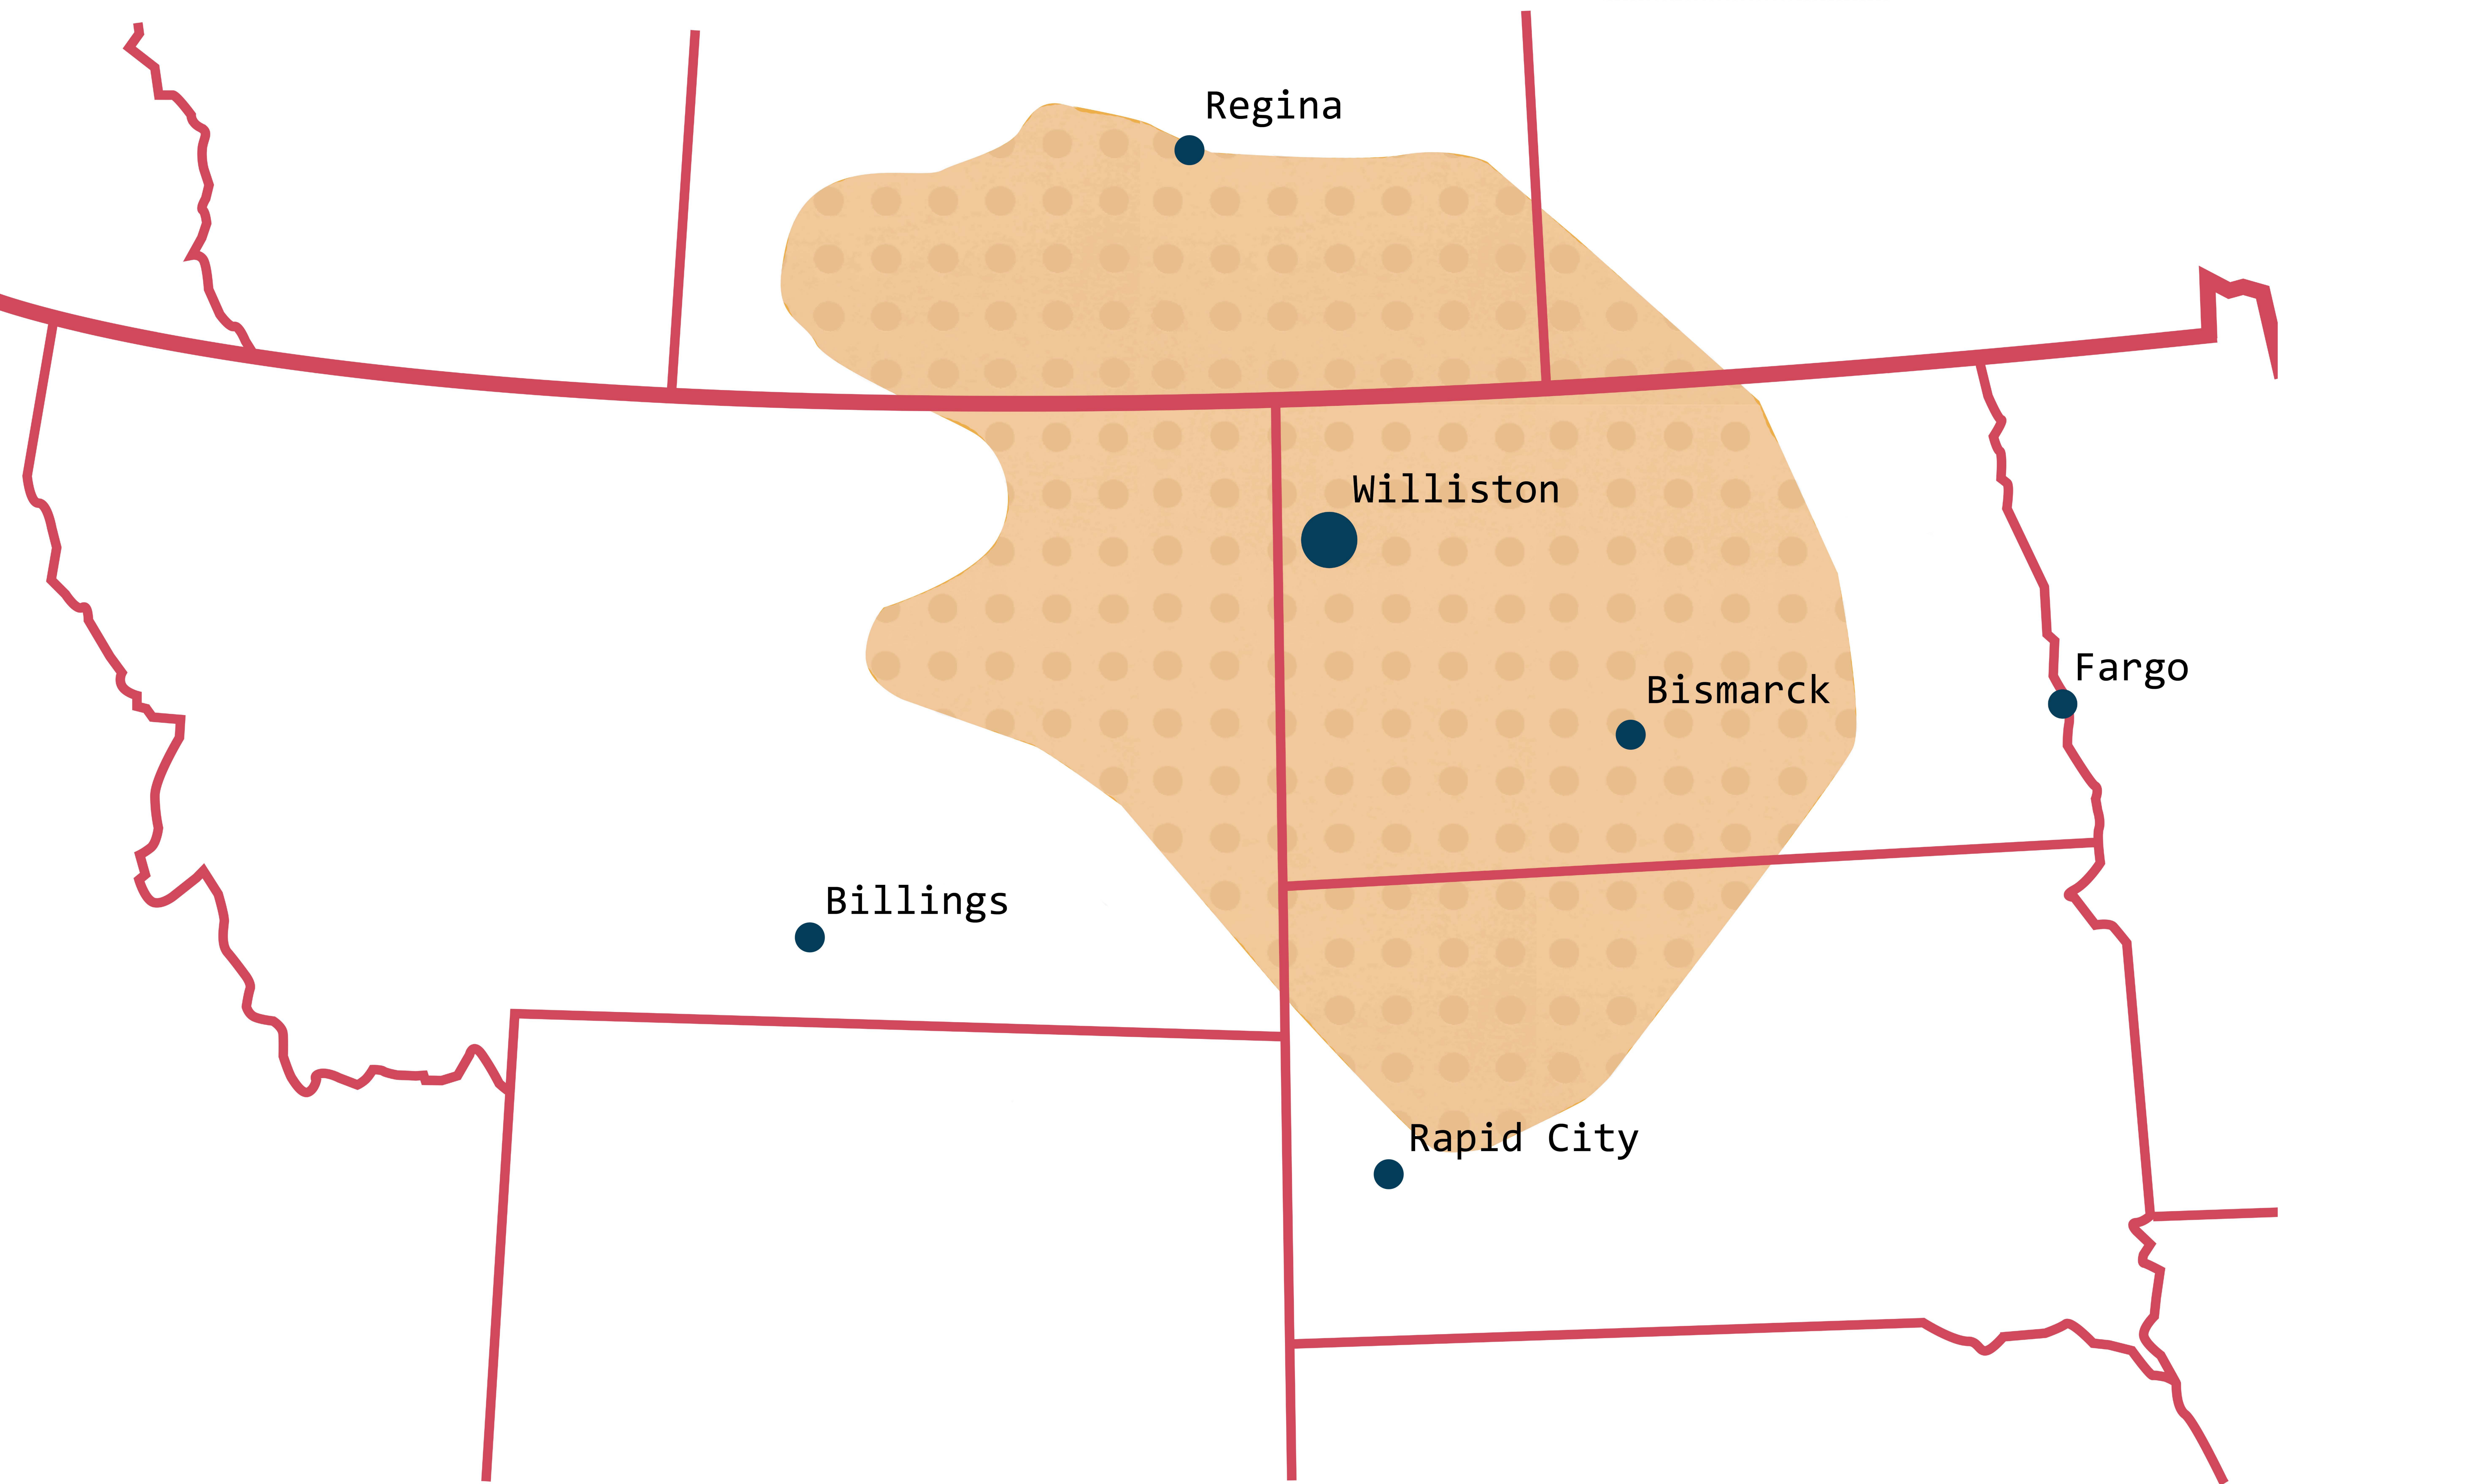 Regina
Williston
Fargo
Bismarck
Billings
Rapid City